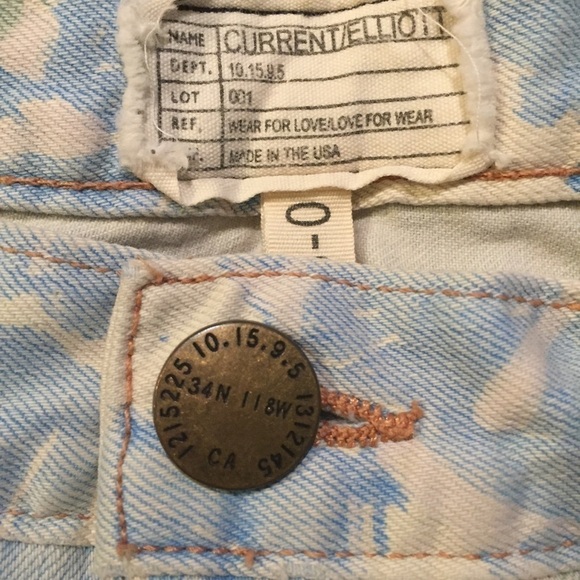 NAME CURRENT/ELLIOTT
DEPT. 10.15.9.5
LOT 001
REF. WEAR FOR LOVE/LOVE FOR WEAR
MADE IN THE USA
0-
1215225 10.15.9.5 1312145
34N 118W
CA